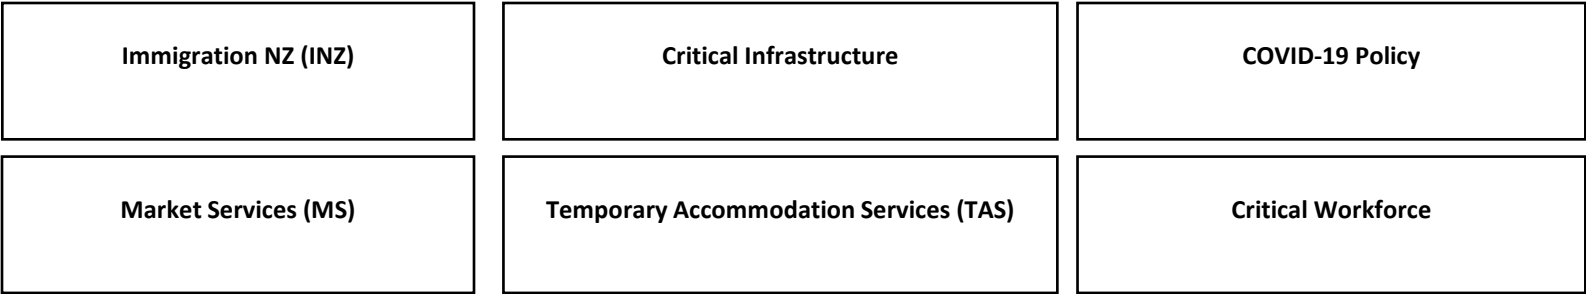 Immigration NZ (INZ)
Critical Infrastructure
COVID-19 Policy
Market Services (MS)
Temporary Accommodation Services (TAS)
Critical Workforce